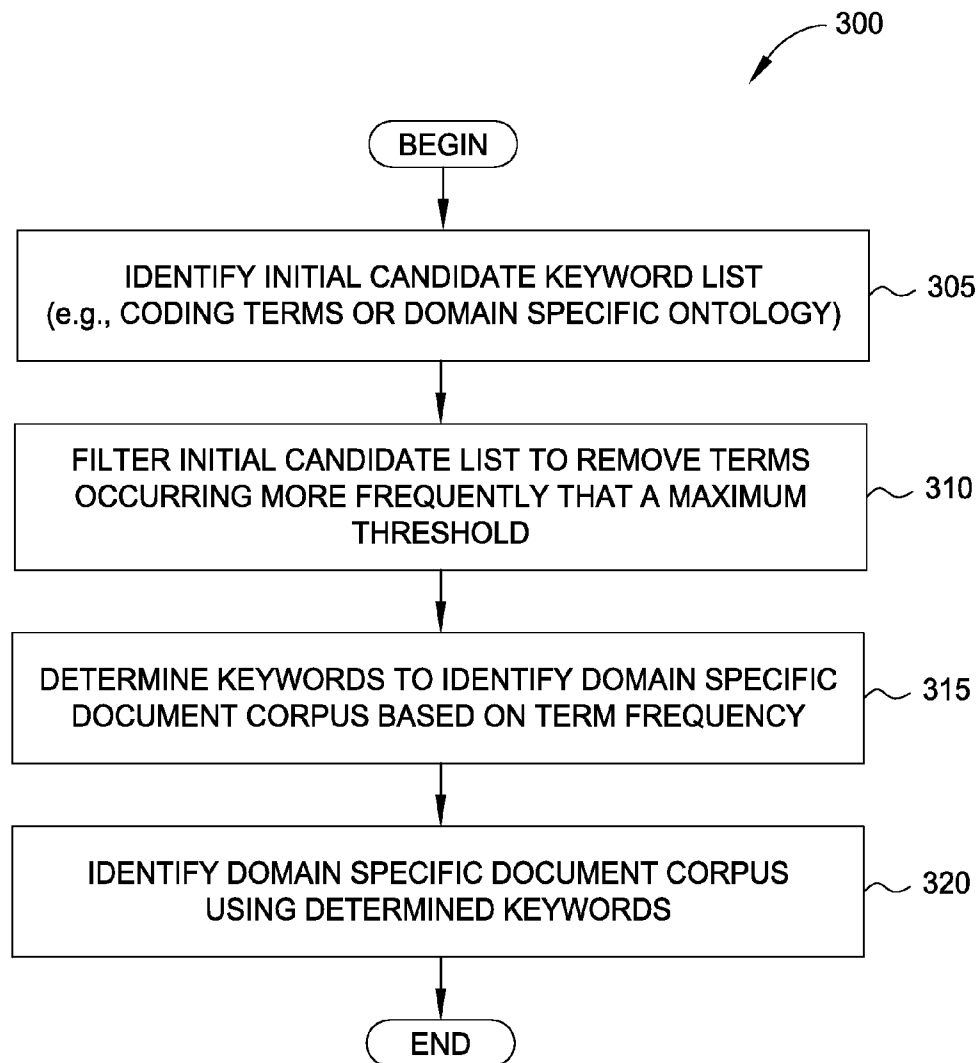 300
BEGIN
IDENTIFY INITIAL CANDIDATE KEYWORD LIST
(e.g., CODING TERMS OR DOMAIN SPECIFIC ONTOLOGY)
305
FILTER INITIAL CANDIDATE LIST TO REMOVE TERMS
OCCURRING MORE FREQUENTLY THAT A MAXIMUM
THRESHOLD
310
DETERMINE KEYWORDS TO IDENTIFY DOMAIN SPECIFIC
DOCUMENT CORPUS BASED ON TERM FREQUENCY
315
IDENTIFY DOMAIN SPECIFIC DOCUMENT CORPUS
USING DETERMINED KEYWORDS
320
END